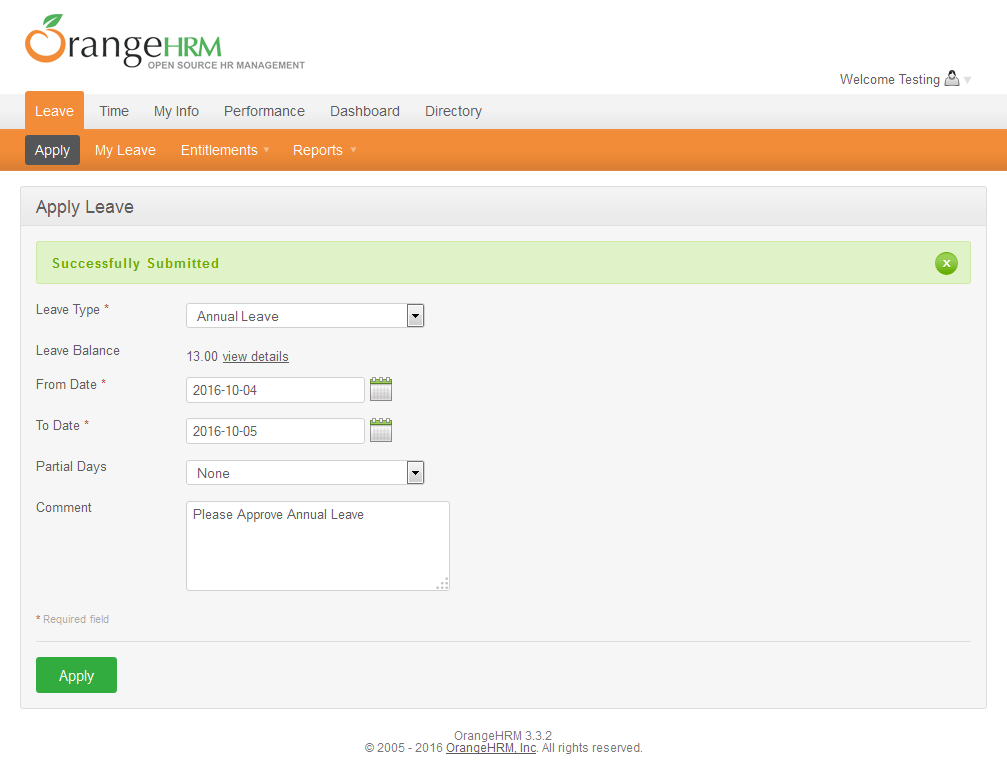 OrangeHRM
OPEN SOURCE HR MANAGEMENT
Welcome Testing
Leave Time My Info Performance Dashboard Directory
Apply My Leave Entitlements Reports
Apply Leave
Successfully Submitted x
Leave Type * Annual Leave
Leave Balance 13.00 view details
From Date * 2016-10-04
To Date * 2016-10-05
Partial Days None
Comment Please Approve Annual Leave
* Required field
Apply
OrangeHRM 3.3.2
© 2005 - 2016 OrangeHRM, Inc. All rights reserved.